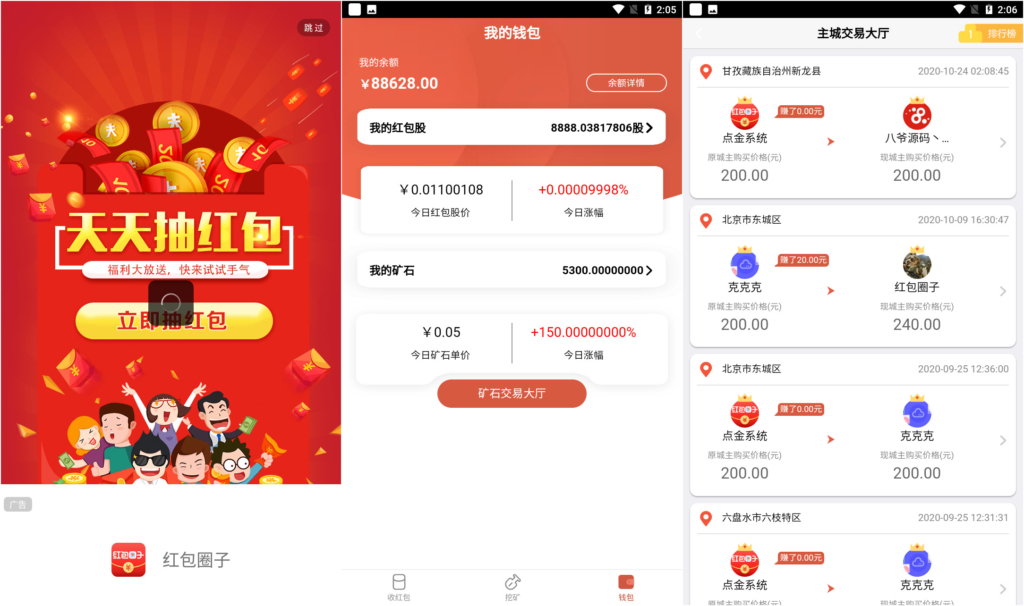 跳过
天天抽红包
福利大放送，快来试试手气
立即抽红包
广告
红包圈子
红包圈子
2:05
我的钱包
我的余额
￥88628.00
余额详情
我的红包股
8888.03817806股
￥0.01100108
+0.00009998%
今日红包股价
今日涨幅
我的矿石
5300.00000000
￥0.05
+150.00000000%
今日矿石单价
今日涨幅
矿石交易大厅
收红包
挖矿
钱包
2:06
主城交易大厅
1
排行榜
甘孜藏族自治州新龙县
2020-10-24 02:08:45
红包圈子
赚了0.00元
点金系统
八爷源码丶...
原城主购买价格(元)
现城主购买价格(元)
200.00
200.00
北京市东城区
2020-10-09 16:30:47
赚了20.00元
克克克
红包圈子
原城主购买价格(元)
现城主购买价格(元)
200.00
240.00
北京市东城区
2020-09-25 12:36:00
红包圈子
赚了0.00元
点金系统
克克克
原城主购买价格(元)
现城主购买价格(元)
200.00
200.00
六盘水市六枝特区
2020-09-25 12:31:31
红包圈子
赚了0.00元
点金系统
克克克
原城主购买价格(元)
现城主购买价格(元)